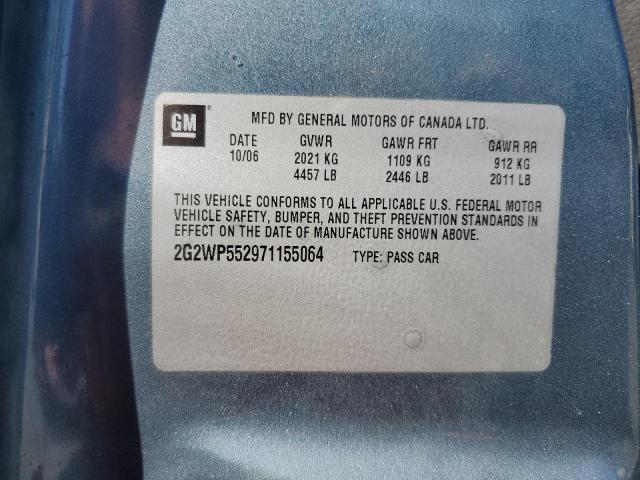 GM
MFD BY GENERAL MOTORS OF CANADA LTD.
DATE GVWR GAWR FRT GAWR RR
10/06 2021 KG 1109 KG 912 KG
4457 LB 2446 LB 2011 LB
THIS VEHICLE CONFORMS TO ALL APPLICABLE U.S. FEDERAL MOTOR
VEHICLE SAFETY, BUMPER, AND THEFT PREVENTION STANDARDS IN
EFFECT ON THE DATE OF MANUFACTURE SHOWN ABOVE.
2G2WP552971155064 TYPE: PASS CAR